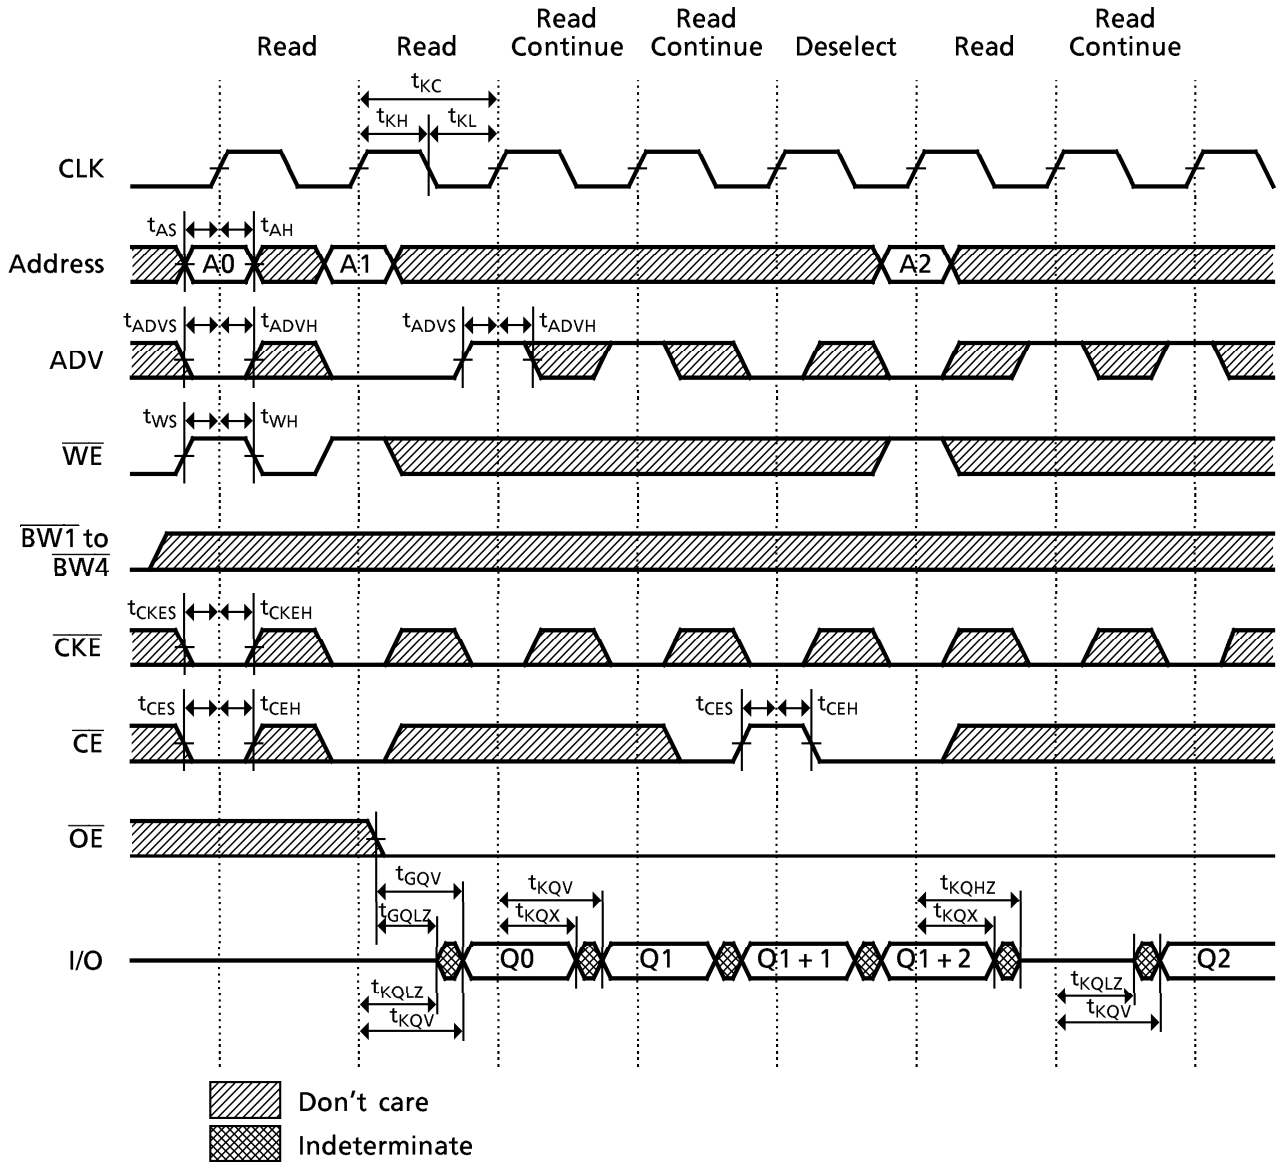 Read Read Read Continue Read Continue Deselect Read Read Continue
tKC
tKH tKL
CLK
tAS tAH
Address A0 A1 A2
tADVS tADVH tADVS tADVH
ADV
tWS tWH
WE
BW1 to
BW4
tCKES tCKEH
CKE
tCES tCEH tCES tCEH
CE
OE
tGQV tKQV tKQHZ
tGQLZ tKQX tKQX
I/O Q0 Q1 Q1 + 1 Q1 + 2 Q2
tKQLZ tKQLZ
tKQV tKQV
Don't care
Indeterminate